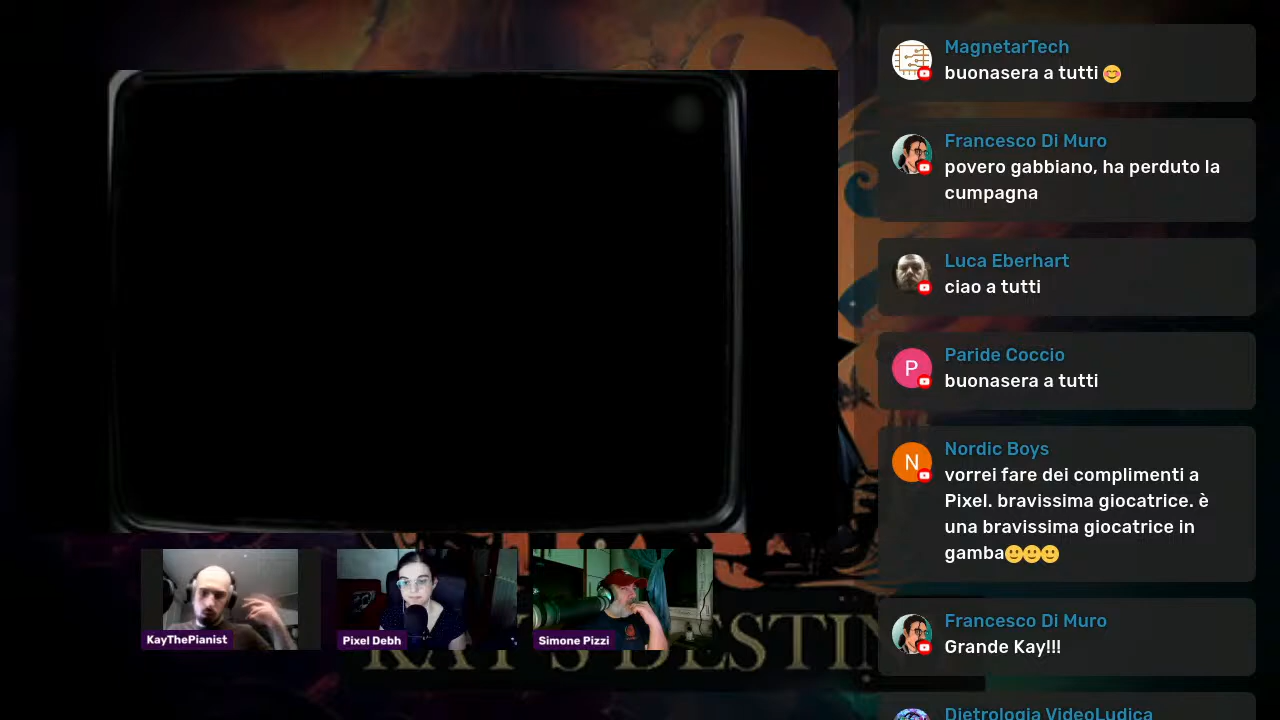 MagnetarTech
buonasera a tutti 😊
Francesco Di Muro
povero gabbiano, ha perduto la
cumpagna
Luca Eberhart
ciao a tutti
P
Paride Coccio
buonasera a tutti
N
Nordic Boys
vorrei fare dei complimenti a
Pixel. bravissima giocatrice. è
una bravissima giocatrice in
gamba🙂🙂🙂
Francesco Di Muro
Grande Kay!!!
Dietrologia VideoLudica
KayThePianist
Pixel Debh
Simone Pizzi